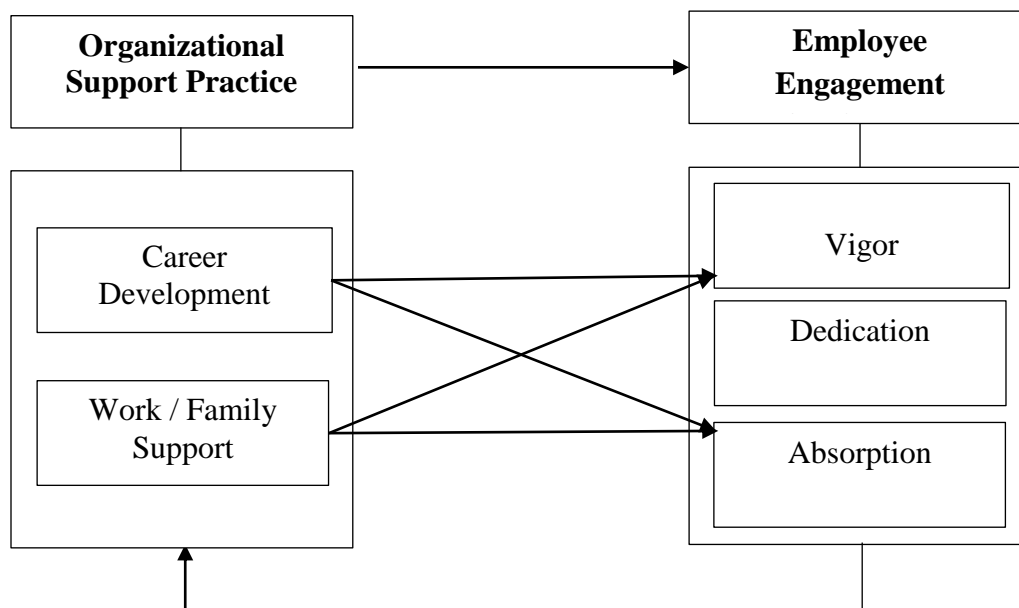 Organizational
Support Practice
Employee
Engagement
Career
Development
Work / Family
Support
Vigor
Dedication
Absorption